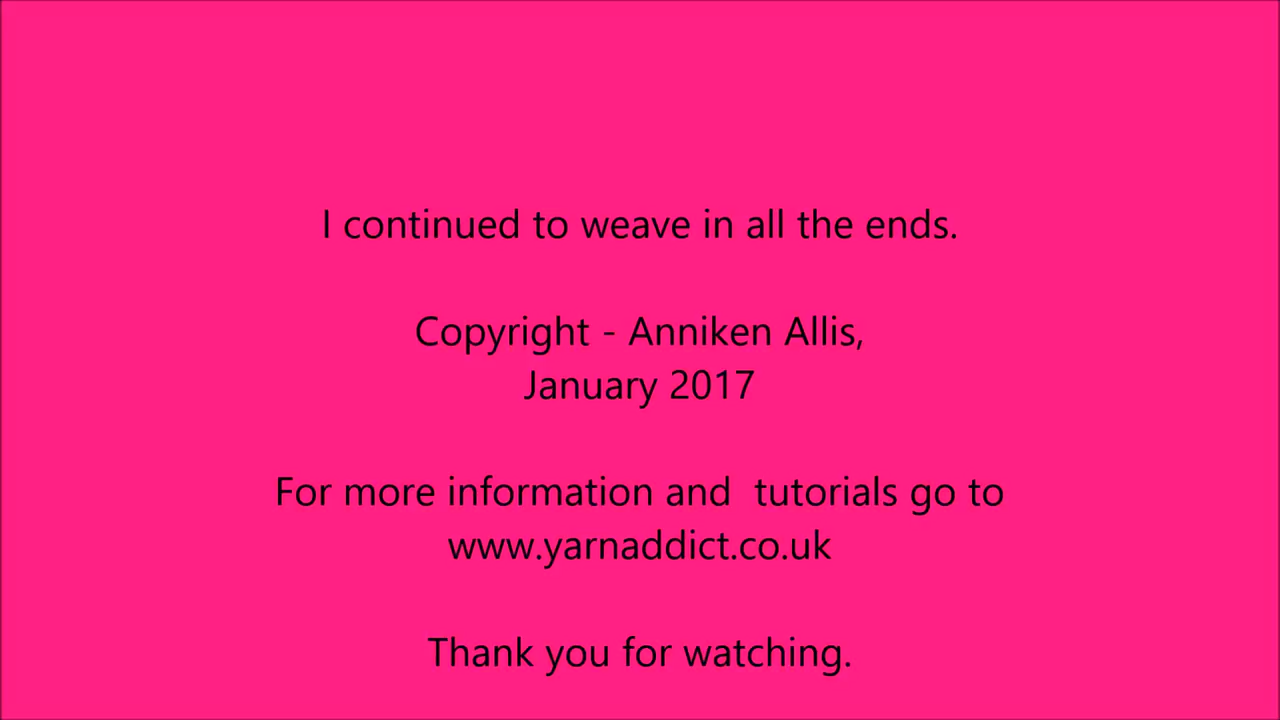 I continued to weave in all the ends.
Copyright - Anniken Allis,
January 2017
For more information and  tutorials go to
www.yarnaddict.co.uk
Thank you for watching.